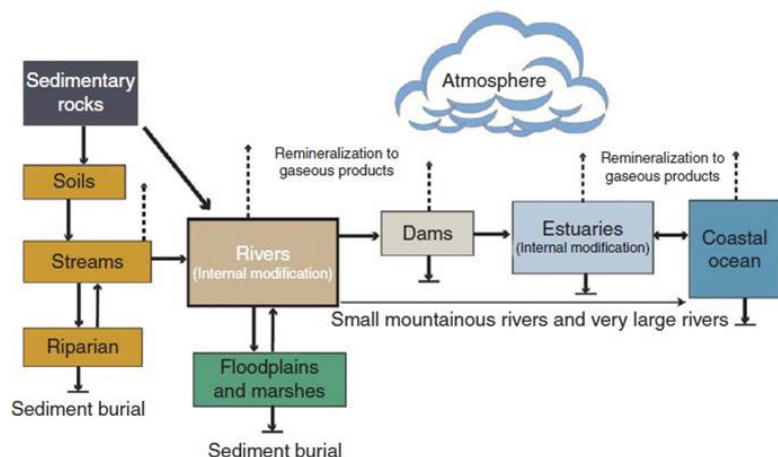 Sedimentary
rocks
Atmosphere
Remineralization to
gaseous products
Remineralization to
gaseous products
Soils
Streams
Rivers
(Internal modification)
Dams
Estuaries
(Internal modification)
Coastal
ocean
Small mountainous rivers and very large rivers
Riparian
Floodplains
and marshes
Sediment burial
Sediment burial